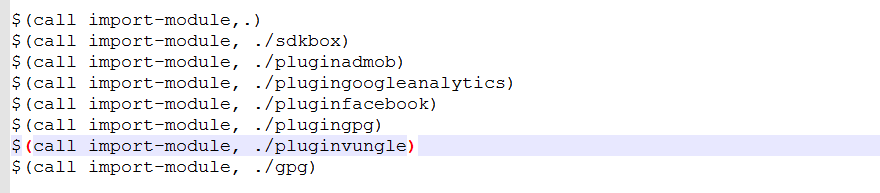 $(call import-module,.)
$(call import-module, ./sdkbox)
$(call import-module, ./pluginadmob)
$(call import-module, ./plugingoogleanalytics)
$(call import-module, ./pluginfacebook)
$(call import-module, ./plugingpg)
$(call import-module, ./pluginvungle)
$(call import-module, ./gpg)